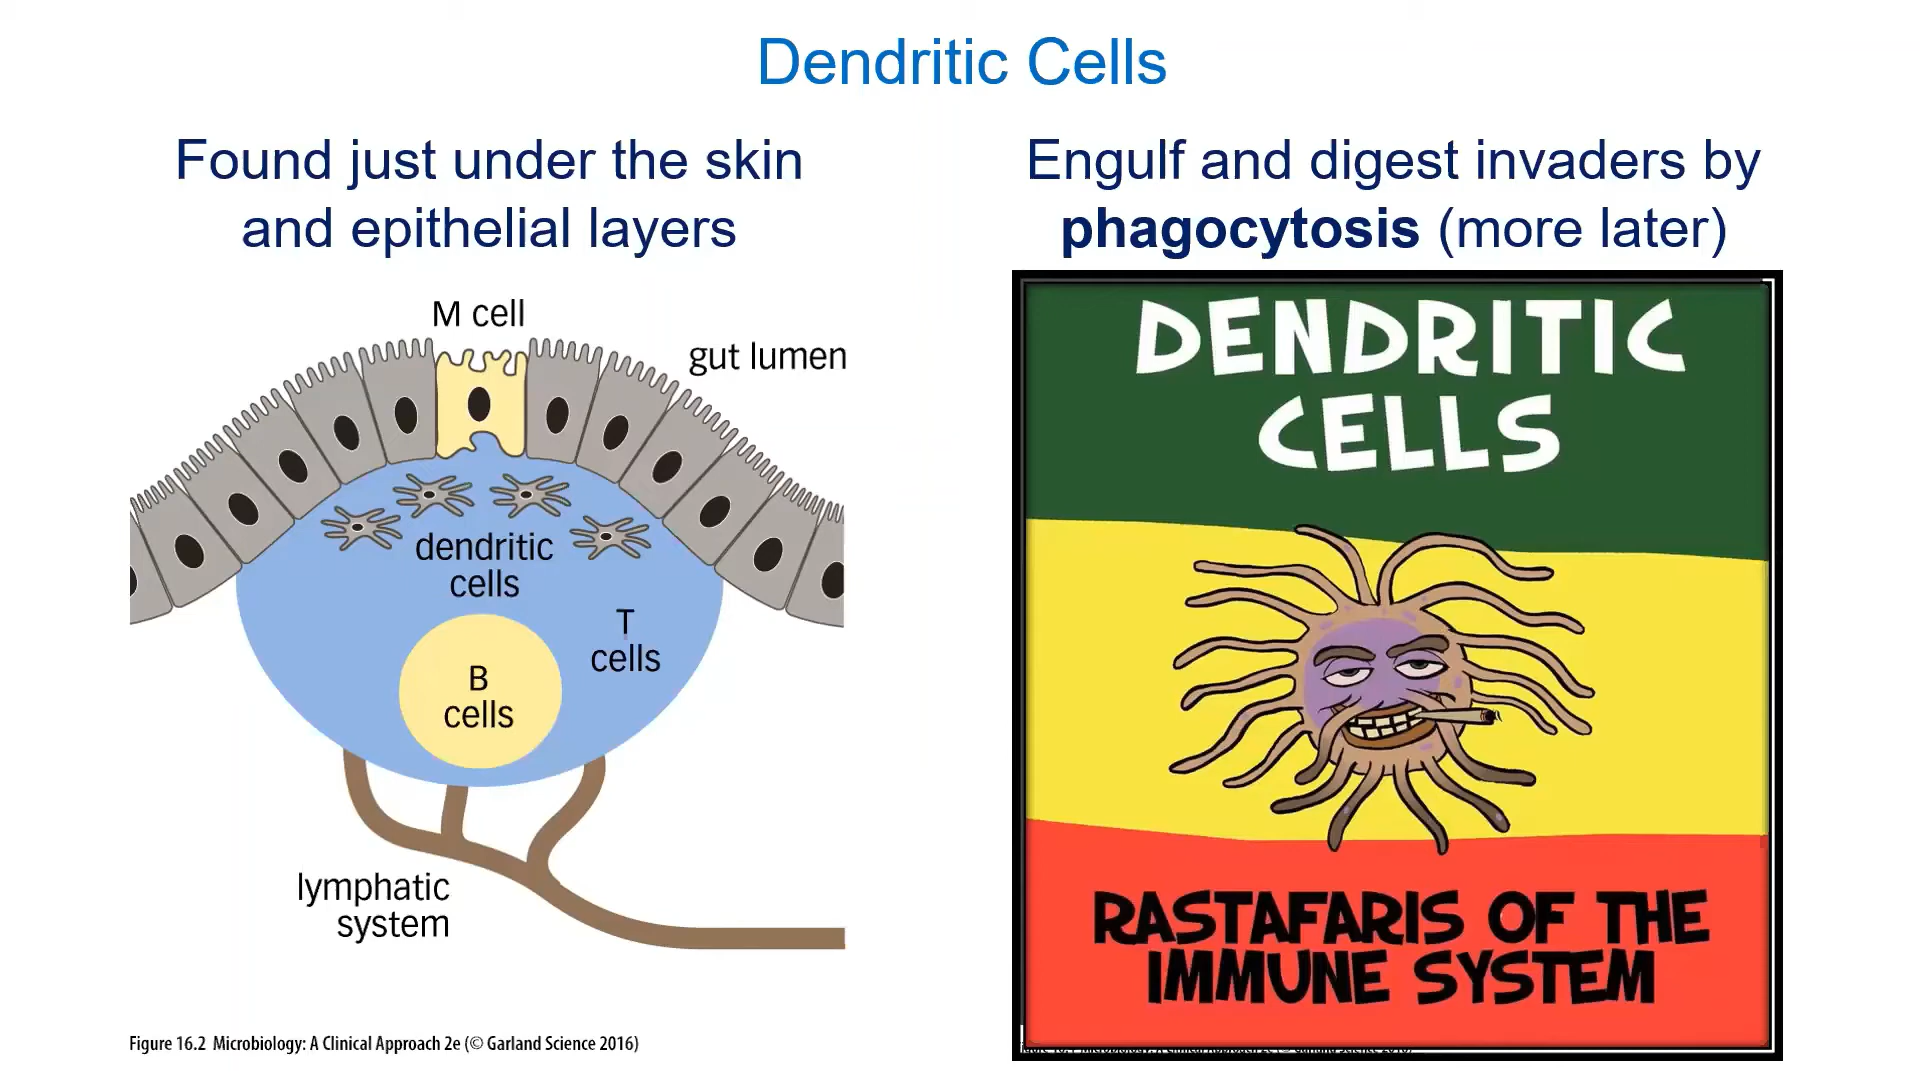 Dendritic Cells
Found just under the skin
and epithelial layers
M cell
gut lumen
dendritic
cells
T
cells
B
cells
lymphatic
system
Figure 16.2 Microbiology: A Clinical Approach 2e (© Garland Science 2016)
Engulf and digest invaders by
phagocytosis (more later)
DENDRITIC
CELLS
RASTAFARIS OF THE
IMMUNE SYSTEM